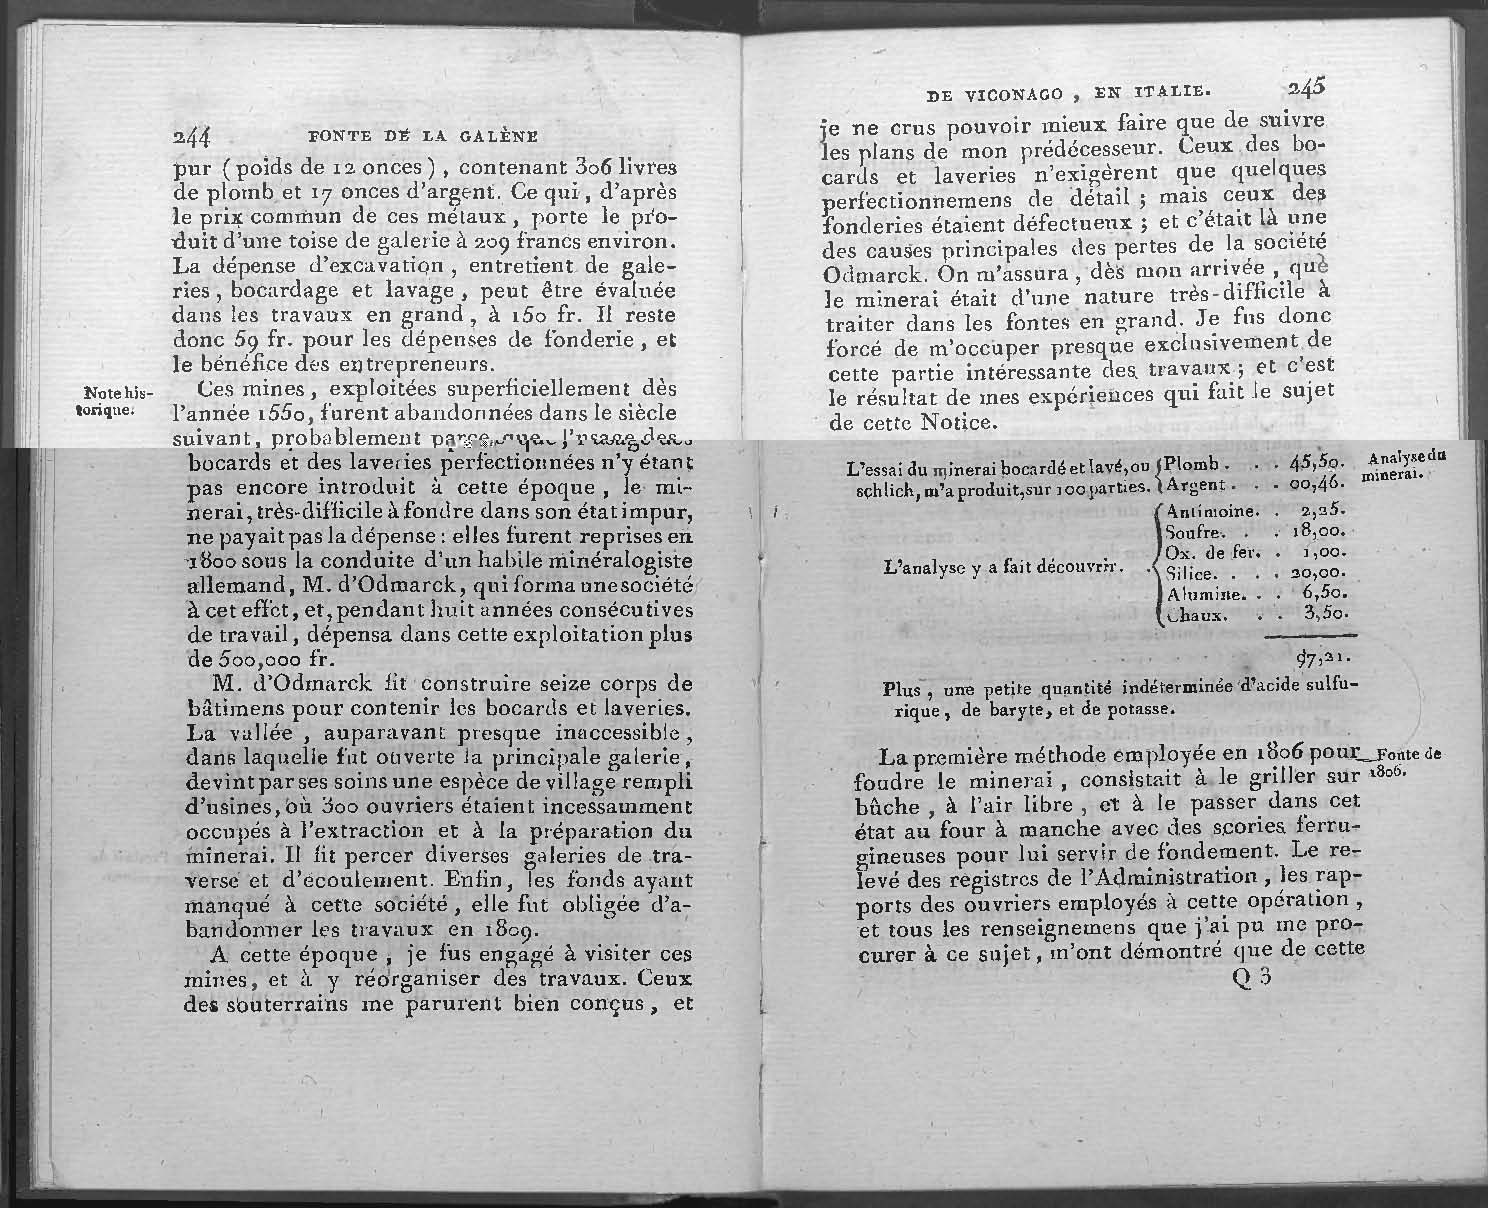 244 FONTE DE LA GALÈNE
pur ( poids de 12 onces ) , contenant 306 livres
de plomb et 17 onces d'argent. Ce qui , d'après
le prix commun de ces métaux , porte le pro-
duit d'une toise de galerie à 209 francs environ.
La dépense d'excavation , entretient de gale-
ries , bocardage et lavage , peut être évaluée
dans les travaux en grand , à 150 fr. Il reste
donc 59 fr. pour les dépenses de fonderie , et
le bénéfice des entrepreneurs.
Note his-
torique.
Ces mines , exploitées superficiellement dès
l'année 1550, furent abandonnées dans le siècle
suivant, probablement parce que l'usage des
bocards et des laveries perfectionnées n'y étant
pas encore introduit à cette époque , le mi-
nerai, très-difficile à fondre dans son état impur,
ne payait pas la dépense : elles furent reprises en
1800 sous la conduite d'un habile minéralogiste
allemand, M. d'Odmarck, qui forma une société
à cet effet, et, pendant huit années consécutives
de travail, dépensa dans cette exploitation plus
de 500,000 fr.
M. d'Odmarck fit construire seize corps de
bâtimens pour contenir les bocards et laveries.
La vallée , auparavant presque inaccessible ,
dans laquelle fut ouverte la principale galerie ,
devint par ses soins une espèce de village rempli
d'usines, où 300 ouvriers étaient incessamment
occupés à l'extraction et à la préparation du
minerai. Il fit percer diverses galeries de tra-
verse et d'écoulement. Enfin, les fonds ayant
manqué à cette société , elle fut obligée d'a-
bandonner les travaux en 1809.
A cette époque , je fus engagé à visiter ces
mines, et à y réorganiser des travaux. Ceux
des souterrains me parurent bien conçus , et
DE VICONAGO , EN ITALIE. 245
je ne crus pouvoir mieux faire que de suivre
les plans de mon prédécesseur. Ceux des bo-
cards et laveries n'exigèrent que quelques
perfectionnemens de détail ; mais ceux des
fonderies étaient défectueux ; et c'était là une
des causes principales des pertes de la société
Odmarck. On m'assura , dès mon arrivée , que
le minerai était d'une nature très-difficile à
traiter dans les fontes en grand. Je fus donc
forcé de m'occuper presque exclusivement de
cette partie intéressante des travaux ; et c'est
le résultat de mes expériences qui fait le sujet
de cette Notice.
Analyse du
minerai.
L'essai du minerai bocardé et lavé, ou { Plomb . . . 45,50.
schlich, m'a produit, sur 100 parties. { Argent . . . 00,46.
{ Antimoine. . 2,25.
Soufre. . . 18,00.
Ox. de fer. . 1,00.
L'analyse y a fait découvrir. . { Silice. . . . 20,00.
Alumine. . . 6,50.
Chaux. . . 3,50.
97,21.
Plus , une petite quantité indéterminée d'acide sulfu-
rique , de baryte, et de potasse.
Fonte de
1806.
La première méthode employée en 1806 pour
fondre le minerai , consistait à le griller sur
bûche , à l'air libre , et à le passer dans cet
état au four à manche avec des scories ferru-
gineuses pour lui servir de fondement. Le re-
levé des registres de l'Administration , les rap-
ports des ouvriers employés à cette opération ,
et tous les renseignemens que j'ai pu me pro-
curer à ce sujet , m'ont démontré que de cette
Q 3